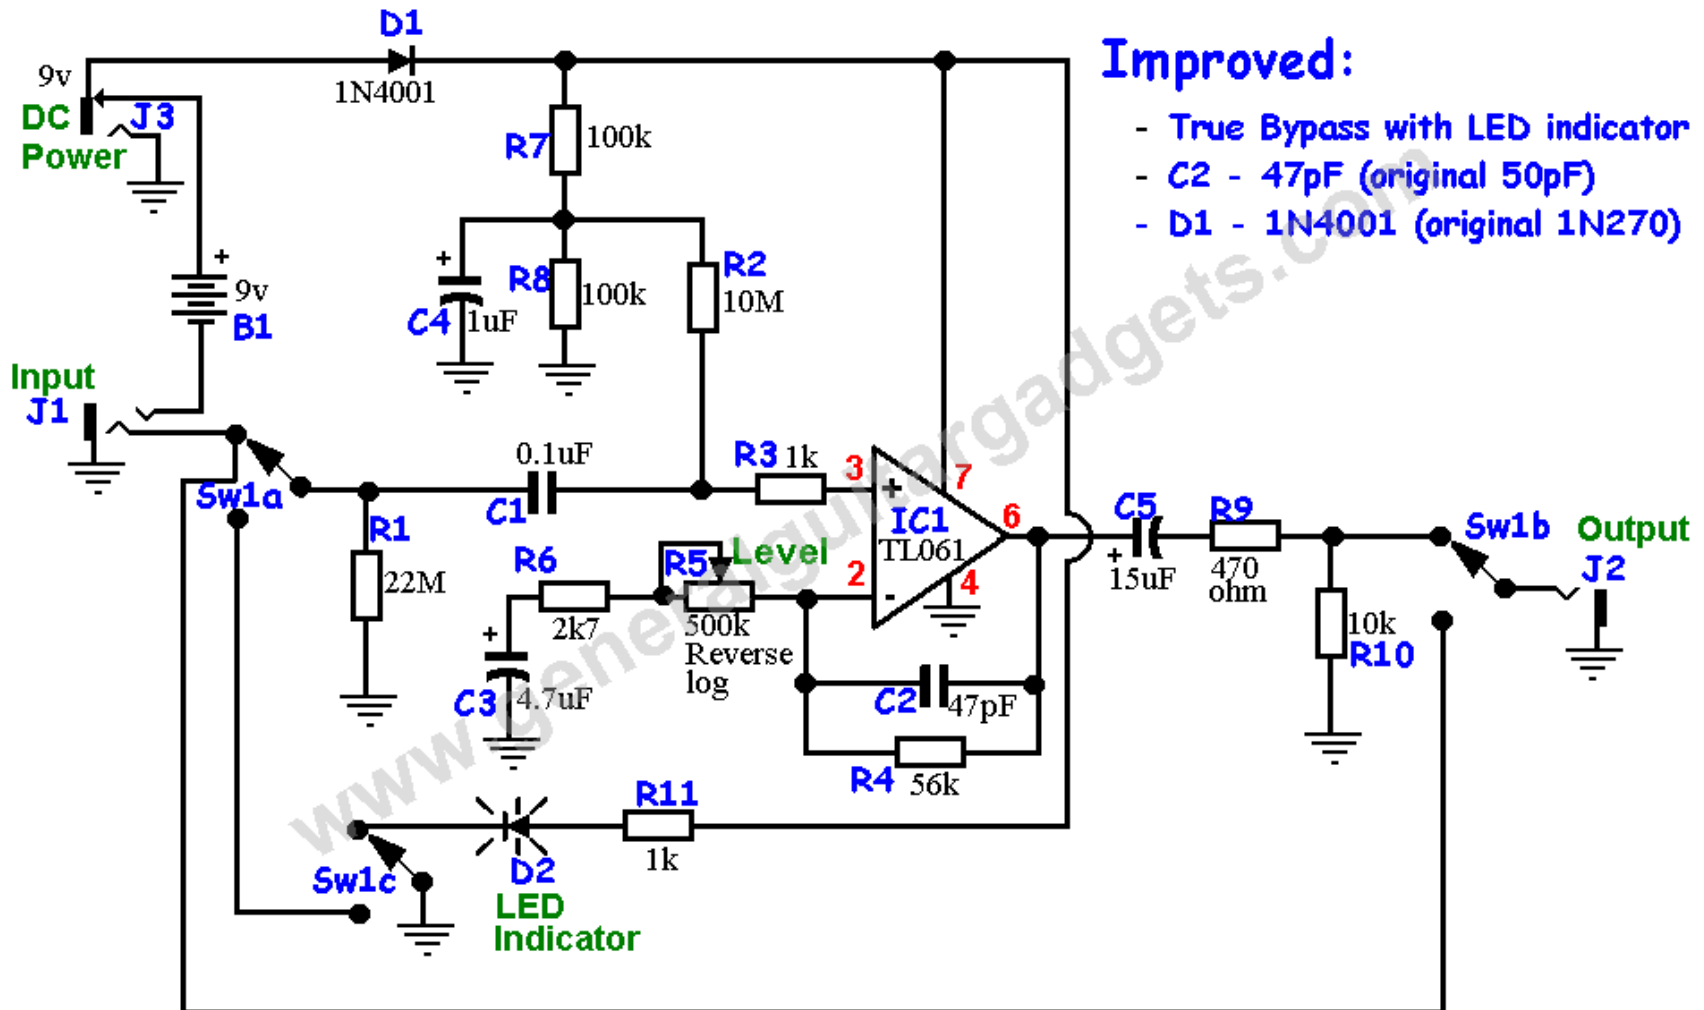 D1
1N4001
9v
DC
Power
J3
R7
100k
R8
100k
C4
1uF
+
R2
10M
+
9v
B1
Input
J1
Sw1a
R1
22M
0.1uF
C1
R3
1k
3
+
7
IC1
TL061
6
2
-
4
Level
R5
500k
Reverse
log
R6
2k7
+
C3
4.7uF
C2
47pF
R4
56k
R11
1k
D2
LED
Indicator
Sw1c
C5
+
15uF
R9
470
ohm
10k
R10
Sw1b
Output
J2
Improved:
- True Bypass with LED indicator
- C2 - 47pF (original 50pF)
- D1 - 1N4001 (original 1N270)
www.generalguitargadgets.com